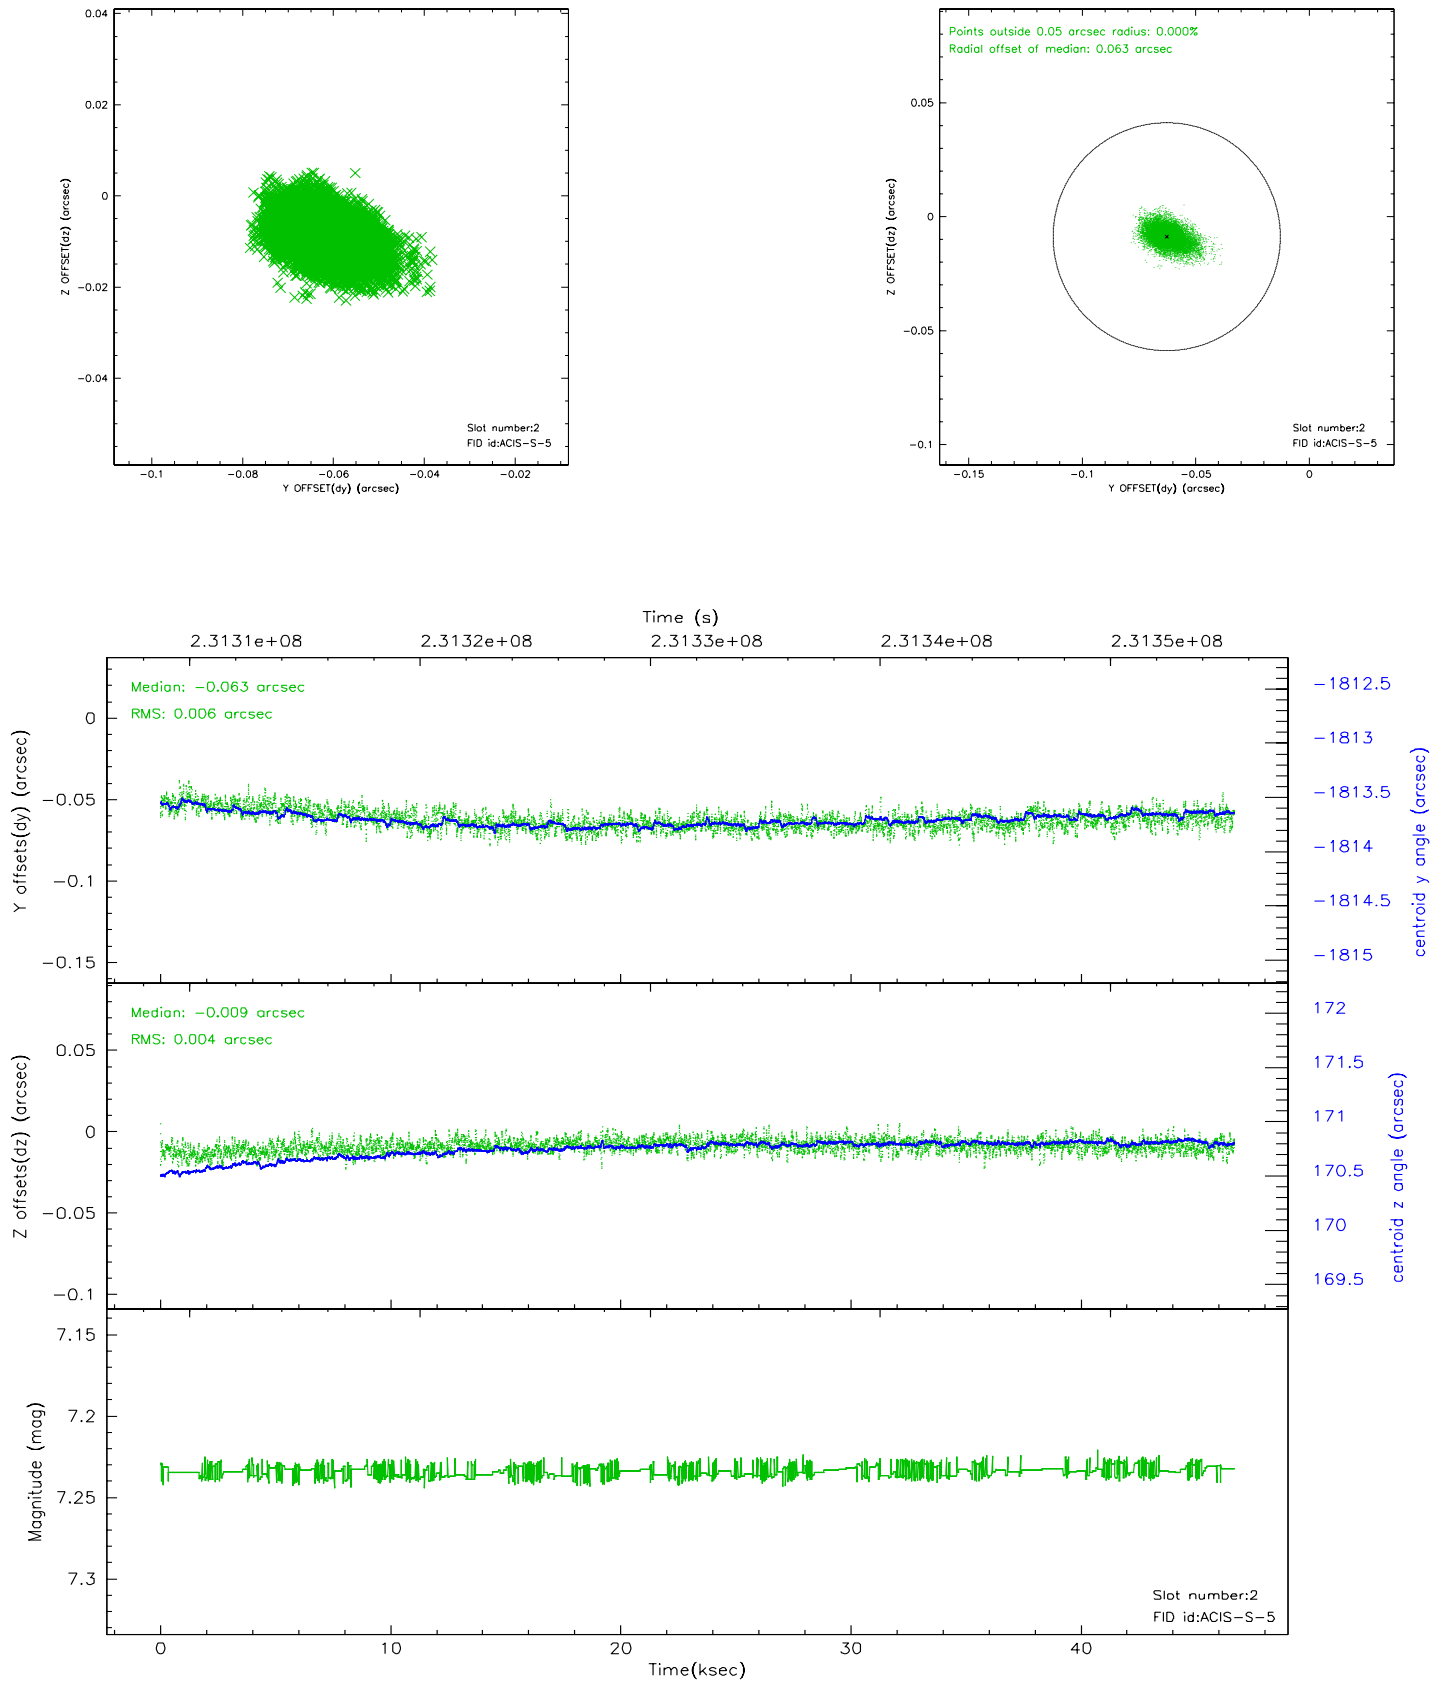 0.04
0.02
0
-0.02
-0.04
Z OFFSET(dz) (arcsec)
Slot number:2
FID id:ACIS-S-5
-0.1
-0.08
-0.06
-0.04
-0.02
Y OFFSET(dy) (arcsec)
Points outside 0.05 arcsec radius: 0.000%
Radial offset of median: 0.063 arcsec
0.05
0
-0.05
-0.1
Z OFFSET(dz) (arcsec)
Slot number:2
FID id:ACIS-S-5
-0.15
-0.1
-0.05
0
Y OFFSET(dy) (arcsec)
Time (s)
2.3131e+08
2.3132e+08
2.3133e+08
2.3134e+08
2.3135e+08
Median: -0.063 arcsec
RMS: 0.006 arcsec
0
-0.05
-0.1
-0.15
Y offsets(dy) (arcsec)
-1812.5
-1813
-1813.5
-1814
-1814.5
-1815
centroid y angle (arcsec)
Median: -0.009 arcsec
RMS: 0.004 arcsec
0.05
0
-0.05
-0.1
Z offsets(dz) (arcsec)
172
171.5
171
170.5
170
169.5
centroid z angle (arcsec)
7.15
7.2
7.25
7.3
Magnitude (mag)
Slot number:2
FID id:ACIS-S-5
0
10
20
30
40
Time(ksec)